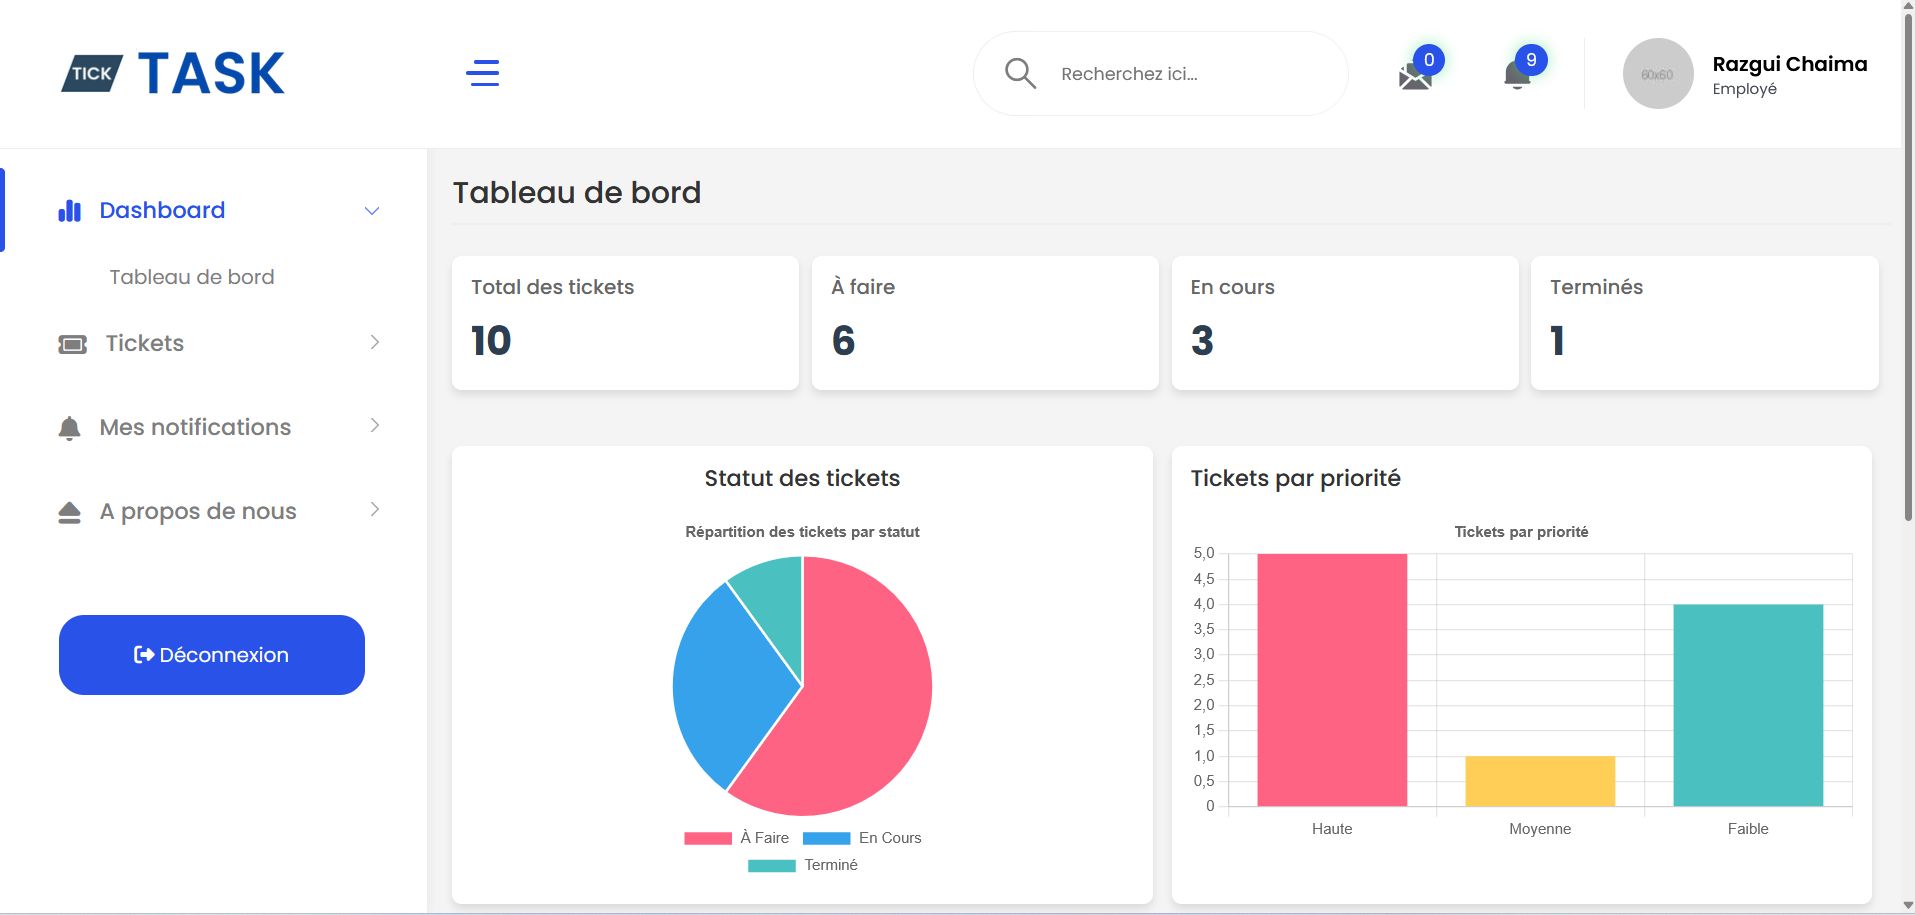 TICK TASK
Recherchez ici...
0
9
60x60
Razgui Chaima
Employé
Dashboard
Tableau de bord
Tickets
Mes notifications
A propos de nous
Déconnexion
Tableau de bord
Total des tickets
10
À faire
6
En cours
3
Terminés
1
Statut des tickets
Répartition des tickets par statut
À Faire
En Cours
Terminé
Tickets par priorité
Tickets par priorité
5,0
4,5
4,0
3,5
3,0
2,5
2,0
1,5
1,0
0,5
0
Haute
Moyenne
Faible